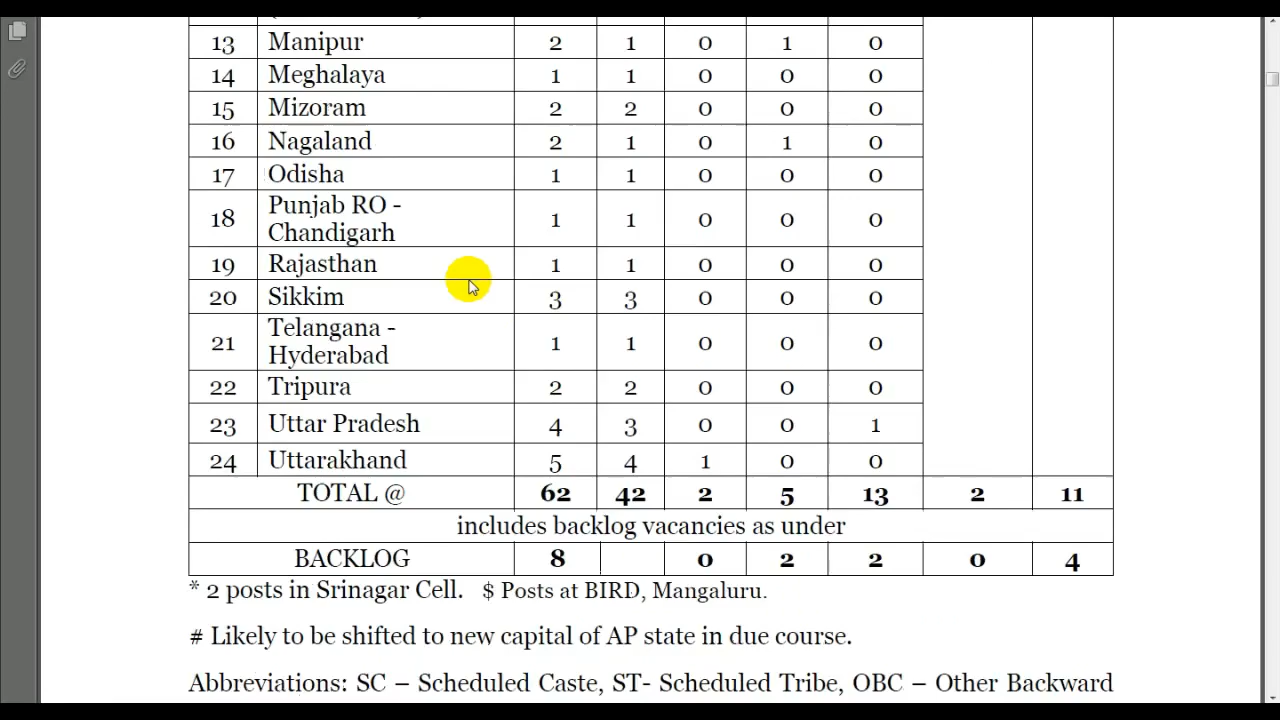 13 Manipur 2 1 0 1 0
14 Meghalaya 1 1 0 0 0
15 Mizoram 2 2 0 0 0
16 Nagaland 2 1 0 1 0
17 Odisha 1 1 0 0 0
18 Punjab RO - Chandigarh 1 1 0 0 0
19 Rajasthan 1 1 0 0 0
20 Sikkim 3 3 0 0 0
21 Telangana - Hyderabad 1 1 0 0 0
22 Tripura 2 2 0 0 0
23 Uttar Pradesh 4 3 0 0 1
24 Uttarakhand 5 4 1 0 0
TOTAL @ 62 42 2 5 13 2 11
includes backlog vacancies as under
BACKLOG 8 0 2 2 0 4
* 2 posts in Srinagar Cell. $ Posts at BIRD, Mangaluru.
# Likely to be shifted to new capital of AP state in due course.
Abbreviations: SC – Scheduled Caste, ST- Scheduled Tribe, OBC – Other Backward